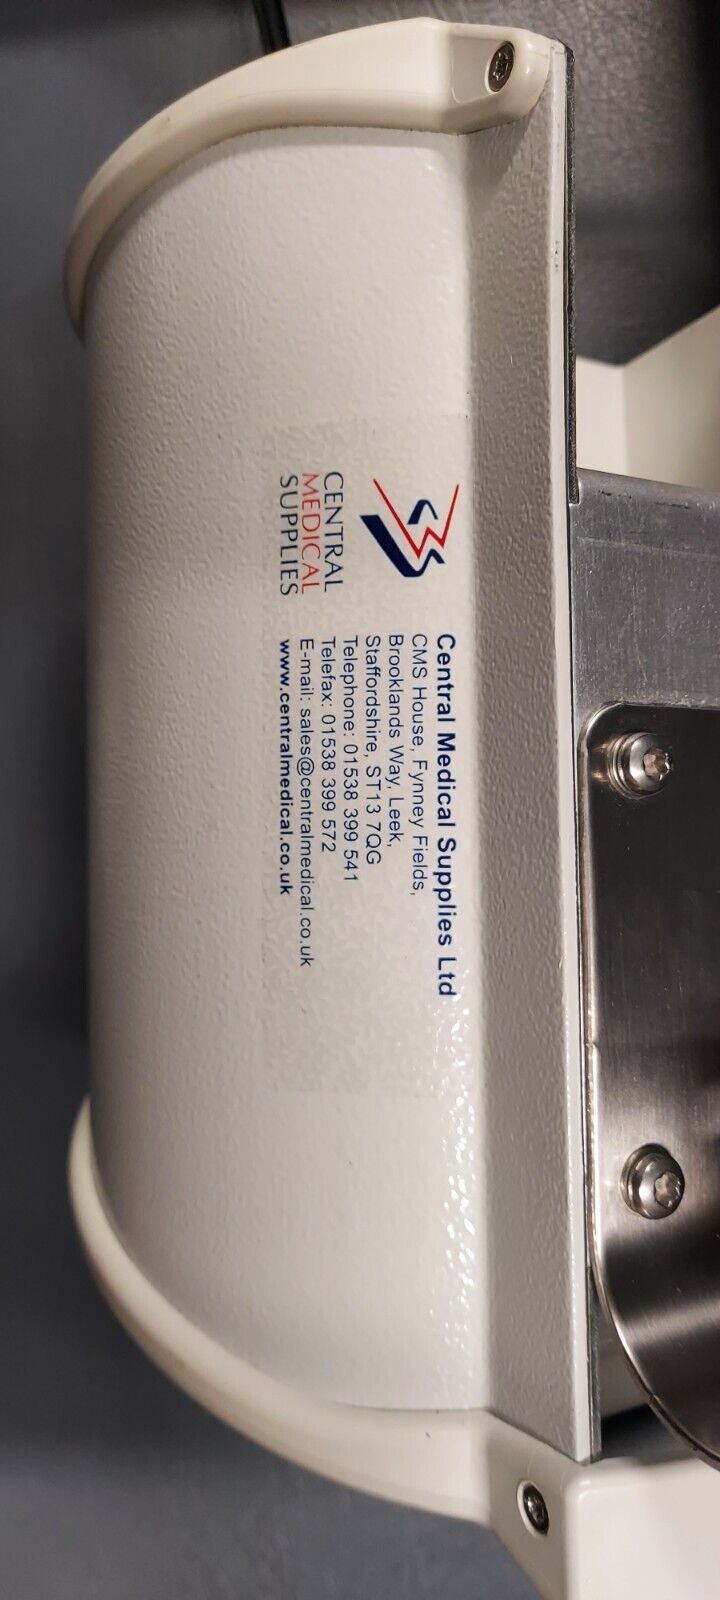 CMS
CENTRAL
MEDICAL
SUPPLIES
Central Medical Supplies Ltd
CMS House, Fynney Fields,
Brooklands Way, Leek,
Staffordshire, ST13 7QG
Telephone: 01538 399 541
Telefax: 01538 399 572
E-mail: sales@centralmedical.co.uk
www.centralmedical.co.uk